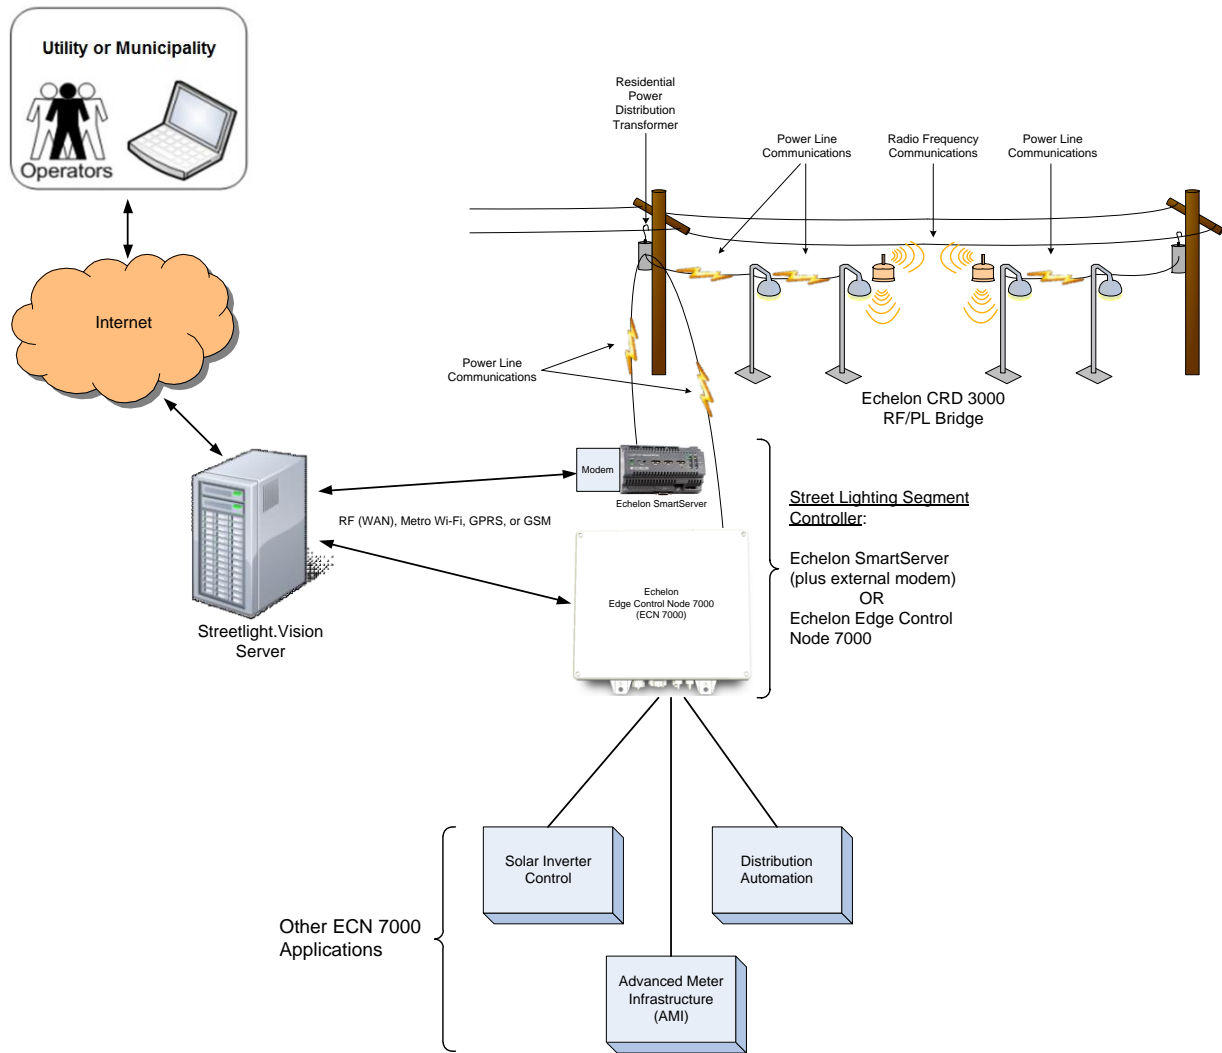 Utility or Municipality
Operators
Residential
Power
Distribution
Transformer
Power Line
Communications
Radio Frequency
Communications
Power Line
Communications
Internet
Power Line
Communications
Echelon CRD 3000
RF/PL Bridge
Modem
Echelon SmartServer
RF (WAN), Metro Wi-Fi, GPRS, or GSM
Street Lighting Segment
Controller:
Echelon SmartServer
(plus external modem)
OR
Echelon Edge Control
Node 7000
Echelon
Edge Control Node 7000
(ECN 7000)
Streetlight.Vision
Server
Solar Inverter
Control
Distribution
Automation
Other ECN 7000
Applications
Advanced Meter
Infrastructure
(AMI)